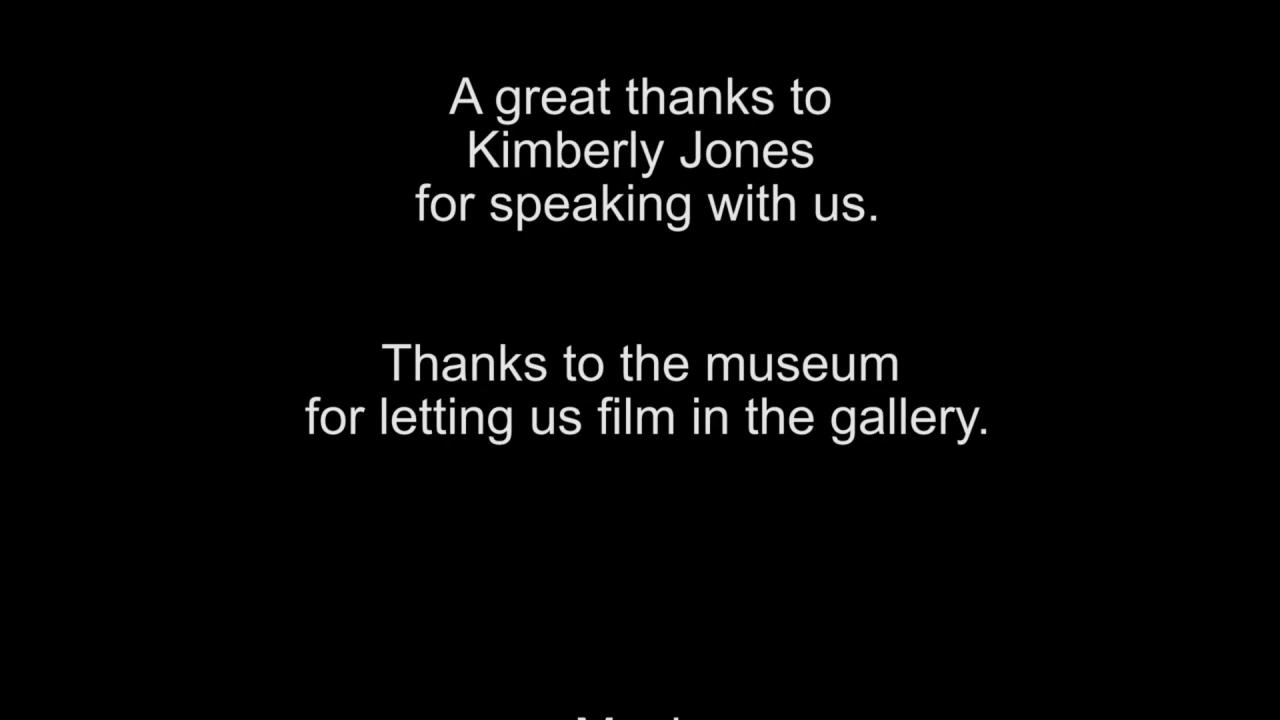 A great thanks to
Kimberly Jones
for speaking with us.
Thanks to the museum
for letting us film in the gallery.